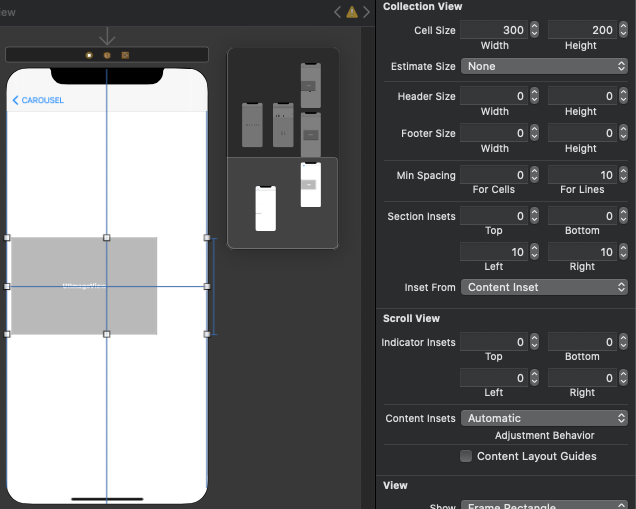 iew
CAROUSEL
UIImageView
Collection View
Cell Size 300 200
Width Height
Estimate Size None
Header Size 0 0
Width Height
Footer Size 0 0
Width Height
Min Spacing 0 10
For Cells For Lines
Section Insets 0 0
Top Bottom
10 10
Left Right
Inset From Content Inset
Scroll View
Indicator Insets 0 0
Top Bottom
0 0
Left Right
Content Insets Automatic
Adjustment Behavior
Content Layout Guides
View
Show Frame Rectangle